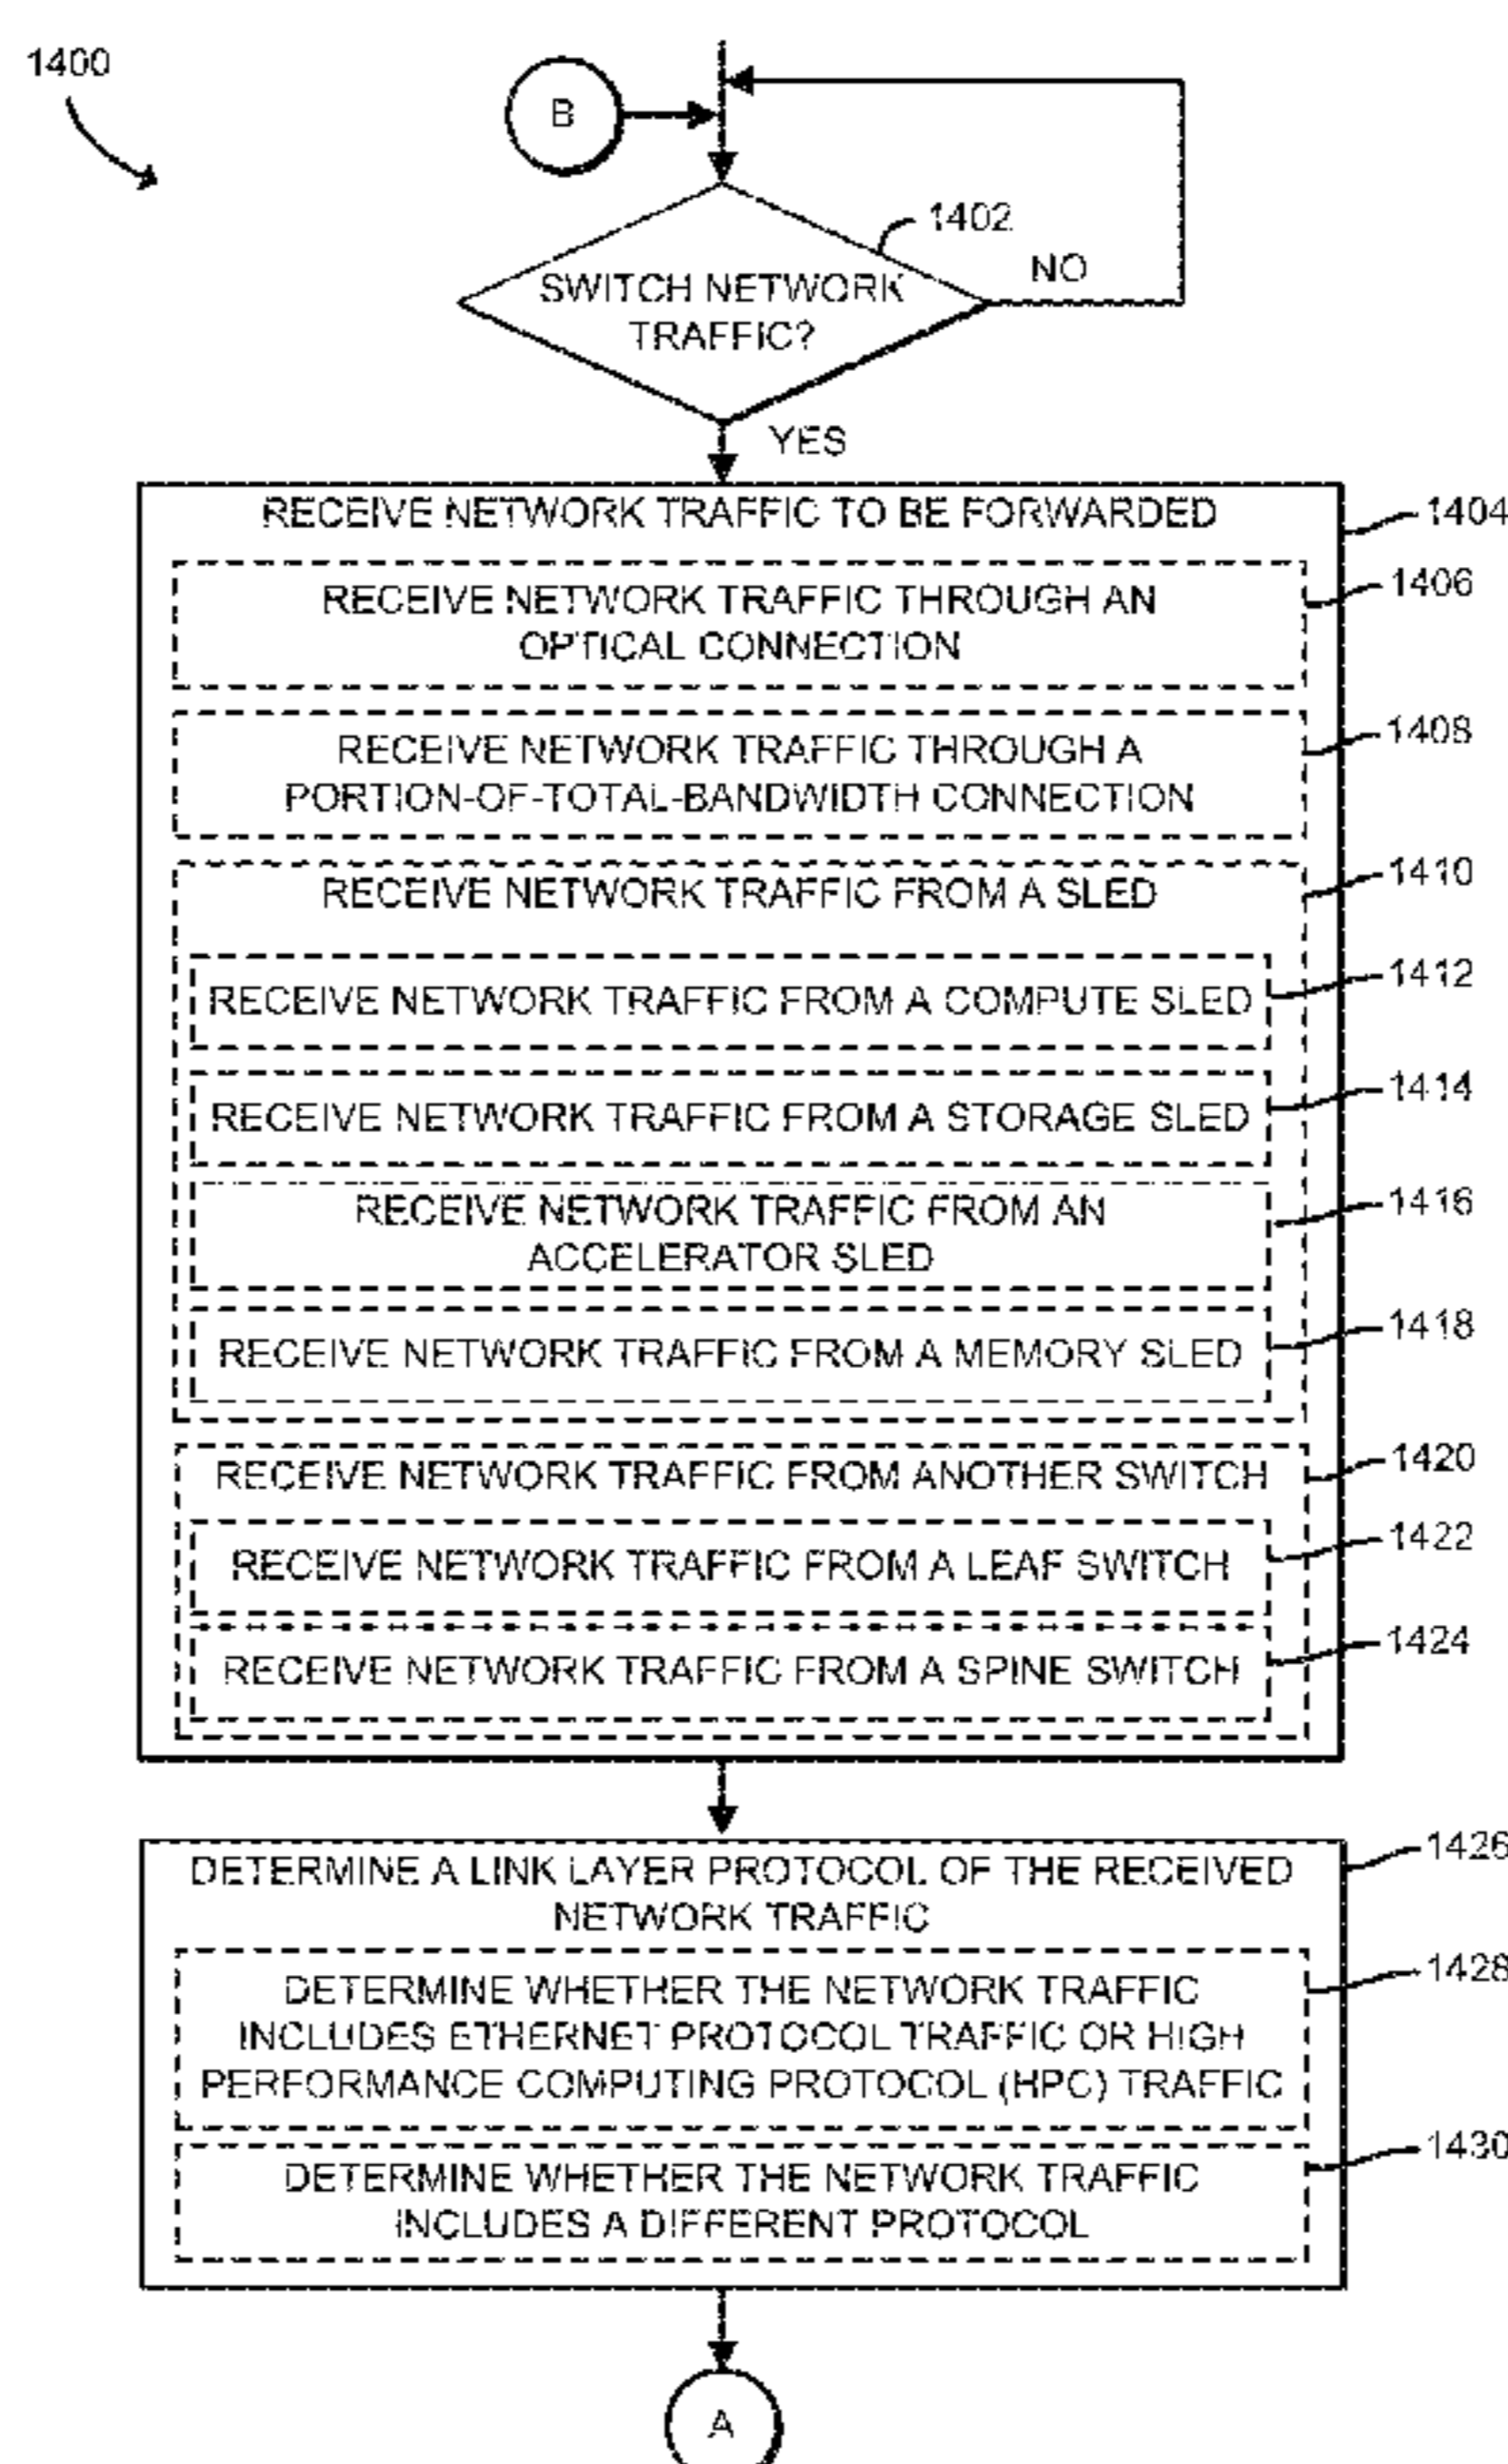 1400
B
1402
SWITCH NETWORK
TRAFFIC?
NO
YES
RECEIVE NETWORK TRAFFIC TO BE FORWARDED
1404
RECEIVE NETWORK TRAFFIC THROUGH AN
OPTICAL CONNECTION
1406
RECEIVE NETWORK TRAFFIC THROUGH A
PORTION-OF-TOTAL-BANDWIDTH CONNECTION
1408
RECEIVE NETWORK TRAFFIC FROM A SLED
1410
RECEIVE NETWORK TRAFFIC FROM A COMPUTE SLED
1412
RECEIVE NETWORK TRAFFIC FROM A STORAGE SLED
1414
RECEIVE NETWORK TRAFFIC FROM AN
ACCELERATOR SLED
1416
RECEIVE NETWORK TRAFFIC FROM A MEMORY SLED
1418
RECEIVE NETWORK TRAFFIC FROM ANOTHER SWITCH
1420
RECEIVE NETWORK TRAFFIC FROM A LEAF SWITCH
1422
RECEIVE NETWORK TRAFFIC FROM A SPINE SWITCH
1424
DETERMINE A LINK LAYER PROTOCOL OF THE RECEIVED
NETWORK TRAFFIC
1426
DETERMINE WHETHER THE NETWORK TRAFFIC
INCLUDES ETHERNET PROTOCOL TRAFFIC OR HIGH
PERFORMANCE COMPUTING PROTOCOL (HPC) TRAFFIC
1428
DETERMINE WHETHER THE NETWORK TRAFFIC
INCLUDES A DIFFERENT PROTOCOL
1430
A